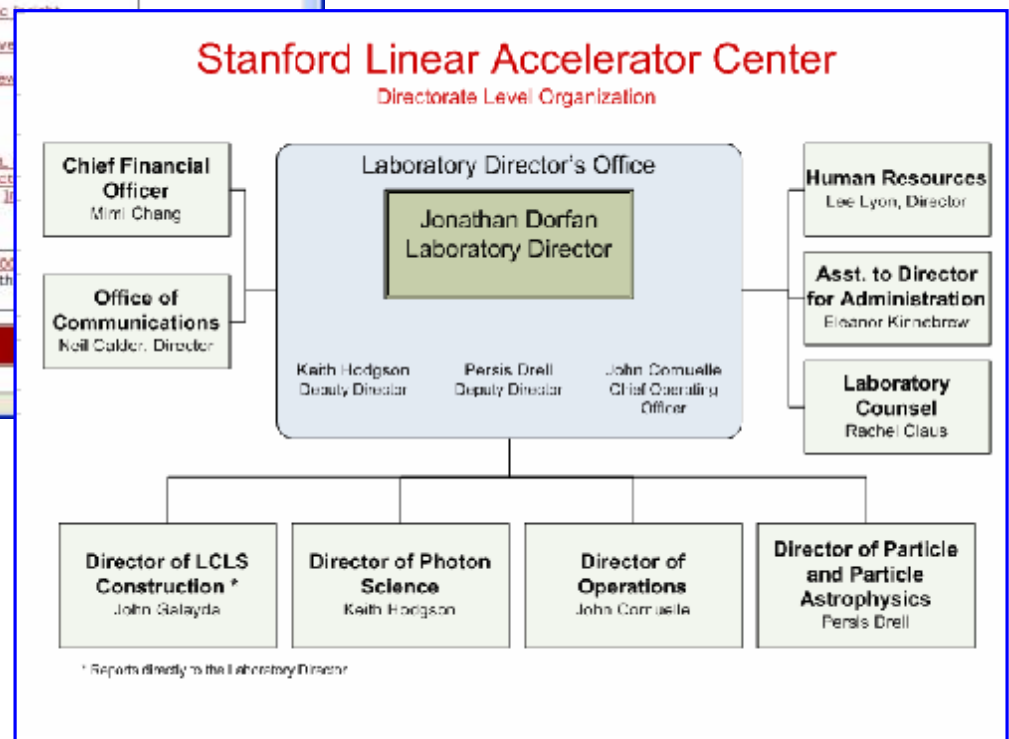 Stanford Linear Accelerator Center
Directorate Level Organization
Chief Financial
Officer
Mimi Chang
Office of
Communications
Neil Calder, Director
Laboratory Director's Office
Jonathan Dorfan
Laboratory Director
Keith Hodgson
Deputy Director
Persis Drell
Deputy Director
John Cornuelle
Chief Operating
Officer
Human Resources
Lee Lyon, Director
Asst. to Director
for Administration
Eleanor Kinnebrew
Laboratory
Counsel
Rachel Claus
Director of LCLS
Construction *
John Galayda
Director of Photon
Science
Keith Hodgson
Director of
Operations
John Cornuelle
Director of Particle
and Particle
Astrophysics
Persis Drell
* Reports directly to the Laboratory Director